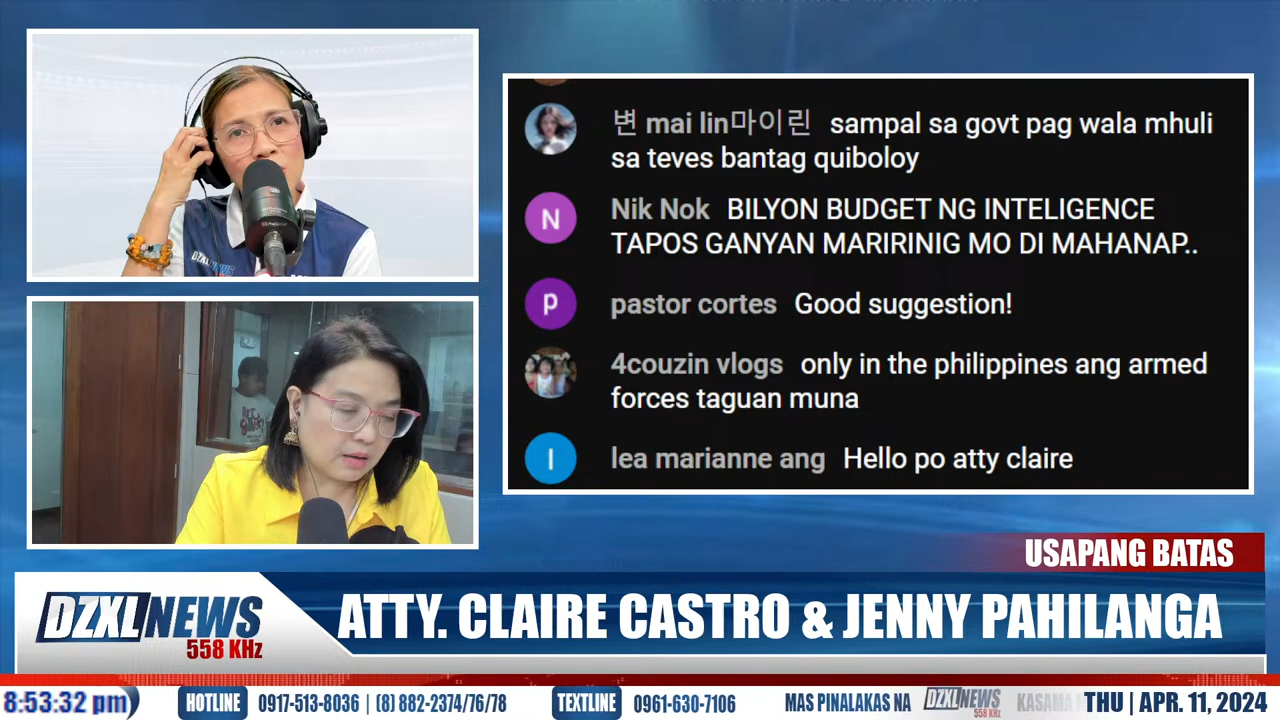 변 mai lin마이린 sampal sa govt pag wala mhuli
sa teves bantag quiboloy
N
Nik Nok BILYON BUDGET NG INTELIGENCE
TAPOS GANYAN MARIRINIG MO DI MAHANAP..
p
pastor cortes Good suggestion!
4couzin vlogs only in the philippines ang armed
forces taguan muna
l
lea marianne ang Hello po atty claire
DZXL NEWS
USAPANG BATAS
DZXL NEWS
558 KHz
ATTY. CLAIRE CASTRO & JENNY PAHILANGA
8:53:32 pm
HOTLINE 0917-513-8036 | (8) 882-2374/76/78
TEXTLINE 0961-630-7106
MAS PINALAKAS NA DZXL NEWS 558 KHz KASAMA
THU | APR. 11, 2024